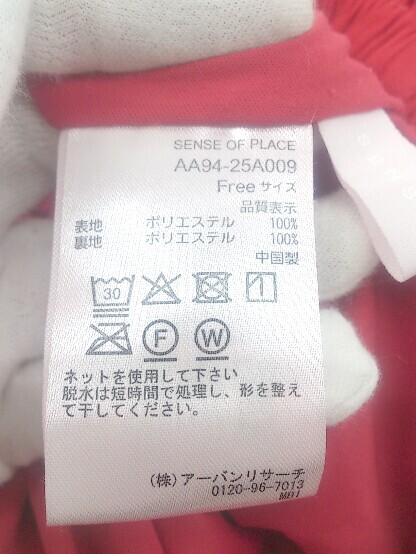 SENSE OF PLACE
AA94-25A009
Free サイズ
品質表示
表地 ポリエステル 100%
裏地 ポリエステル 100%
中国製
30
F W
ネットを使用して下さい
脱水は短時間で処理し、形を整え
て干してください。
(株)アーバンリサーチ
0120-96-7013
MBI